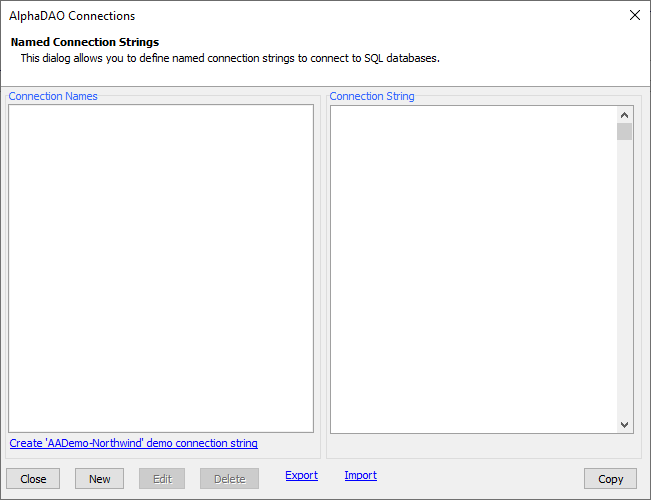 AlphaDAO Connections
Named Connection Strings
This dialog allows you to define named connection strings to connect to SQL databases.
Connection Names
Connection String
Create 'AADemo-Northwind' demo connection string
Close
New
Edit
Delete
Export
Import
Copy